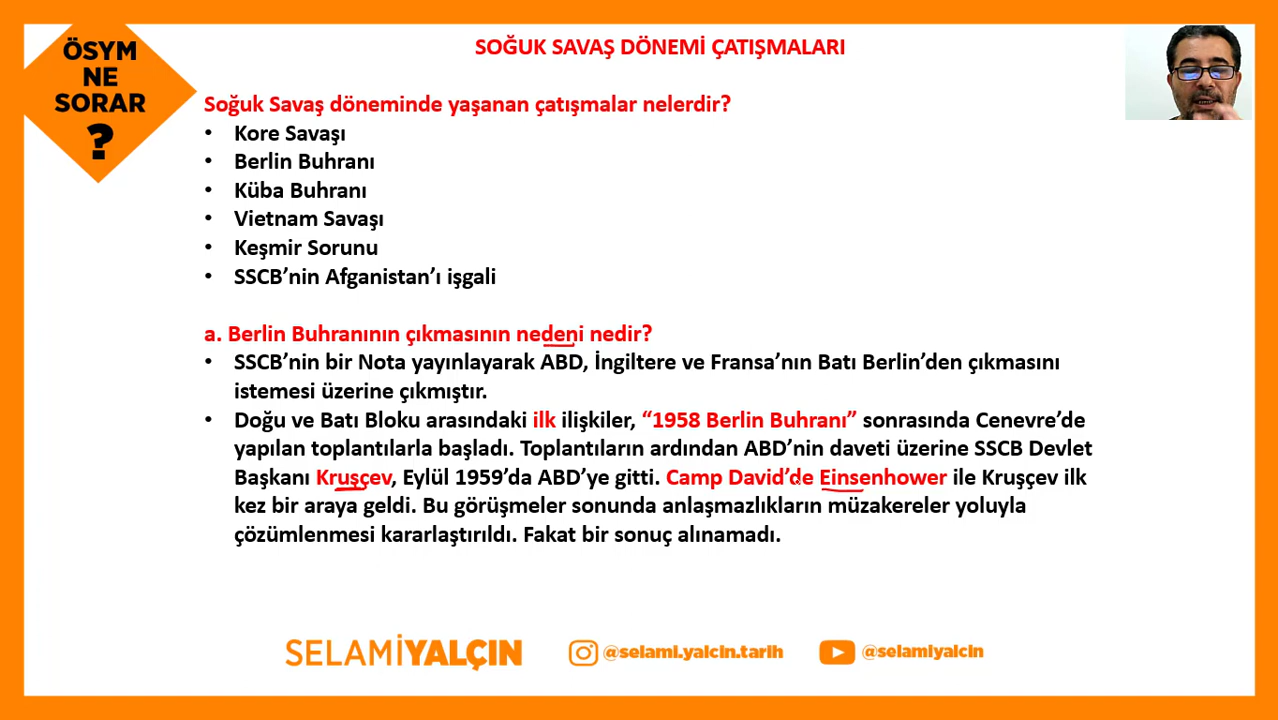 ÖSYM
NE
SORAR
?
SOĞUK SAVAŞ DÖNEMİ ÇATIŞMALARI
Soğuk Savaş döneminde yaşanan çatışmalar nelerdir?
• Kore Savaşı
• Berlin Buhranı
• Küba Buhranı
• Vietnam Savaşı
• Keşmir Sorunu
• SSCB’nin Afganistan’ı işgali
a. Berlin Buhranının çıkmasının nedeni nedir?
• SSCB’nin bir Nota yayınlayarak ABD, İngiltere ve Fransa’nın Batı Berlin’den çıkmasını
istemesi üzerine çıkmıştır.
• Doğu ve Batı Bloku arasındaki ilk ilişkiler, “1958 Berlin Buhranı” sonrasında Cenevre’de
yapılan toplantılarla başladı. Toplantıların ardından ABD’nin daveti üzerine SSCB Devlet
Başkanı Kruşçev, Eylül 1959’da ABD’ye gitti. Camp David’de Einsenhower ile Kruşçev ilk
kez bir araya geldi. Bu görüşmeler sonunda anlaşmazlıkların müzakereler yoluyla
çözümlenmesi kararlaştırıldı. Fakat bir sonuç alınamadı.
SELAMİYALÇIN @selami.yalcin.tarih @selamiyalcin